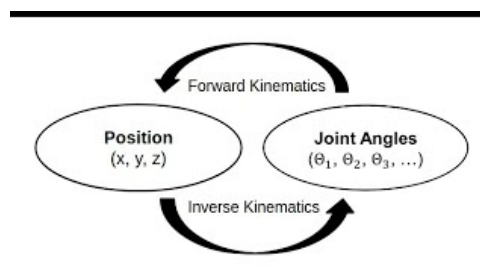 Forward Kinematics
Position
(x, y, z)
Joint Angles
(Θ₁, Θ₂, Θ₃, …)
Inverse Kinematics